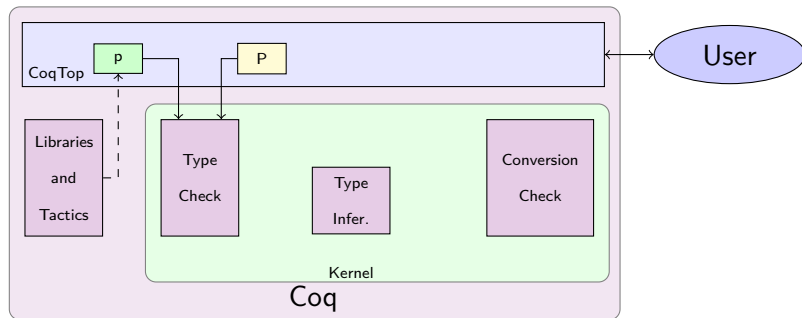 p
P
CoqTop
User
Libraries
and
Tactics
Type
Check
Type
Infer.
Conversion
Check
Kernel
Coq